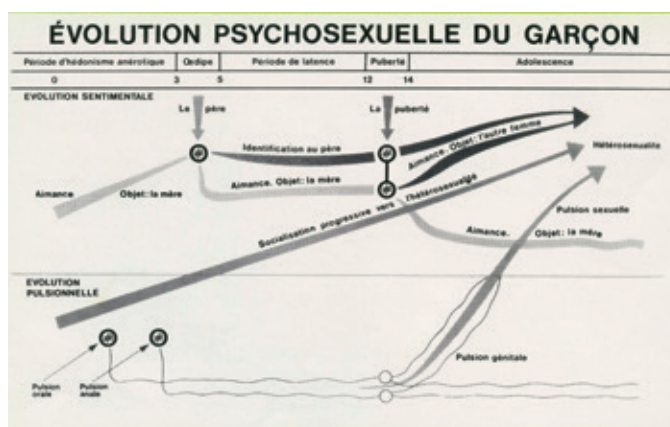 ÉVOLUTION PSYCHOSEXUELLE DU GARÇON
Période d'hédonisme anérotique
Œdipe
Période de latence
Puberté
Adolescence
0
3
5
12
14
EVOLUTION SENTIMENTALE
Le père
La puberté
Identification au père
Aimance. Objet: l'autre femme
Hétérosexualité
Aimance
Objet: la mère
Aimance. Objet: la mère
Socialisation progressive vers l'hétérosexualité
Pulsion sexuelle
Aimance.
Objet: la mère
EVOLUTION
PULSIONNELLE
Pulsion génitale
Pulsion
orale
Pulsion
anale